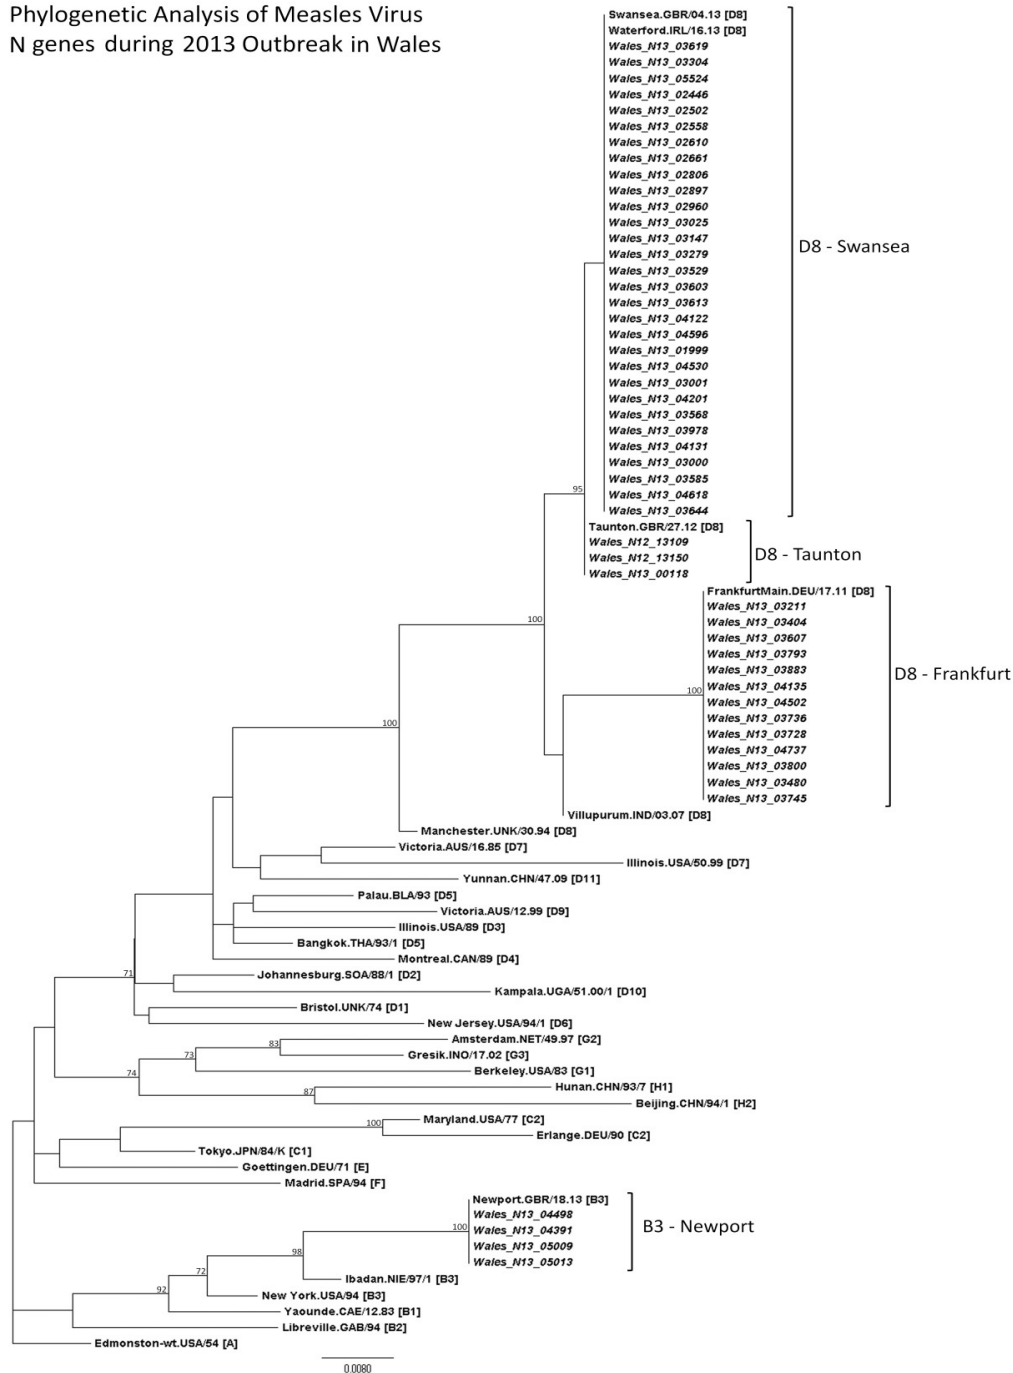 Phylogenetic Analysis of Measles Virus
N genes during 2013 Outbreak in Wales
Swansea.GBR/04.13 [D8]
Waterford.IRL/16.13 [D8]
Wales_N13_03619
Wales_N13_03304
Wales_N13_05524
Wales_N13_02446
Wales_N13_02502
Wales_N13_02558
Wales_N13_02610
Wales_N13_02661
Wales_N13_02806
Wales_N13_02897
Wales_N13_02960
Wales_N13_03025
Wales_N13_03147
D8 - Swansea
Wales_N13_03279
Wales_N13_03529
Wales_N13_03603
Wales_N13_03613
Wales_N13_04122
Wales_N13_04596
Wales_N13_01999
Wales_N13_04530
Wales_N13_03001
Wales_N13_04201
Wales_N13_03568
Wales_N13_03978
Wales_N13_04131
Wales_N13_03000
Wales_N13_03585
95
Wales_N13_04618
Wales_N13_03644
Taunton.GBR/27.12 [D8]
Wales_N12_13109
D8 - Taunton
Wales_N12_13150
Wales_N13_00118
FrankfurtMain.DEU/17.11 [D8]
Wales_N13_03211
100
Wales_N13_03404
Wales_N13_03607
Wales_N13_03793
Wales_N13_03883
D8 - Frankfurt
Wales_N13_04135
100
Wales_N13_04502
Wales_N13_03736
100
Wales_N13_03728
Wales_N13_04737
Wales_N13_03800
Wales_N13_03480
Wales_N13_03745
Villupurum.IND/03.07 [D8]
Manchester.UNK/30.94 [D8]
Victoria.AUS/16.85 [D7]
Illinois.USA/50.99 [D7]
Yunnan.CHN/47.09 [D11]
Palau.BLA/93 [D5]
Victoria.AUS/12.99 [D9]
Illinois.USA/89 [D3]
Bangkok.THA/93/1 [D5]
Montreal.CAN/89 [D4]
71
Johannesburg.SOA/88/1 [D2]
Kampala.UGA/51.00/1 [D10]
Bristol.UNK/74 [D1]
New Jersey.USA/94/1 [D6]
Amsterdam.NET/49.97 [G2]
83
Gresik.INO/17.02 [G3]
73
Berkeley.USA/83 [G1]
74
Hunan.CHN/93/7 [H1]
87
Beijing.CHN/94/1 [H2]
Maryland.USA/77 [C2]
100
Erlange.DEU/90 [C2]
Tokyo.JPN/84/K [C1]
Goettingen.DEU/71 [E]
Madrid.SPA/94 [F]
Newport.GBR/18.13 [B3]
Wales_N13_04498
100
Wales_N13_04391
B3 - Newport
Wales_N13_05009
98
Wales_N13_05013
72
Ibadan.NIE/97/1 [B3]
92
New York.USA/94 [B3]
Yaounde.CAE/12.83 [B1]
Libreville.GAB/94 [B2]
Edmonston-wt.USA/54 [A]
0.0080